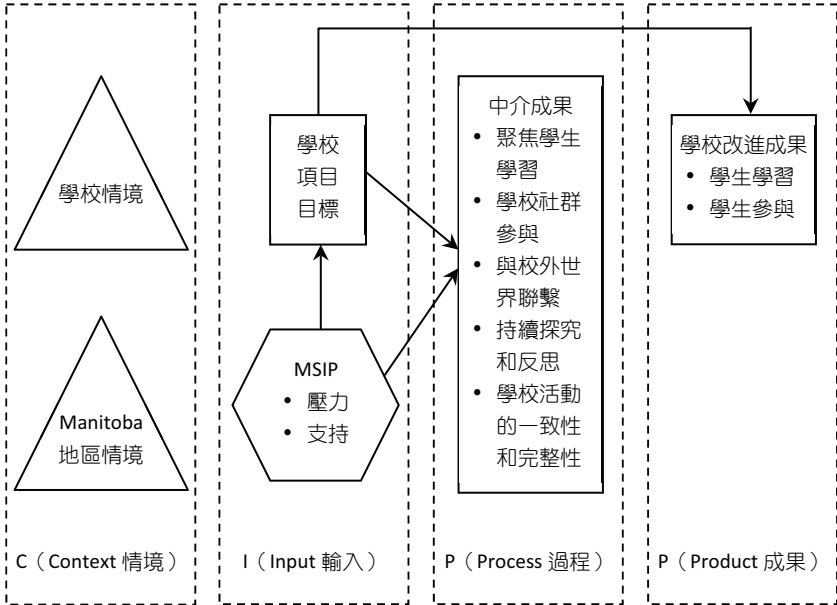 學校情境
Manitoba
地區情境
C（Context 情境）
學校
項目
目標
MSIP
• 壓力
• 支持
I（Input 輸入）
中介成果
• 聚焦學生
學習
• 學校社群
參與
• 與校外世
界聯繫
• 持續探究
和反思
• 學校活動
的一致性
和完整性
P（Process 過程）
學校改進成果
• 學生學習
• 學生參與
P（Product 成果）